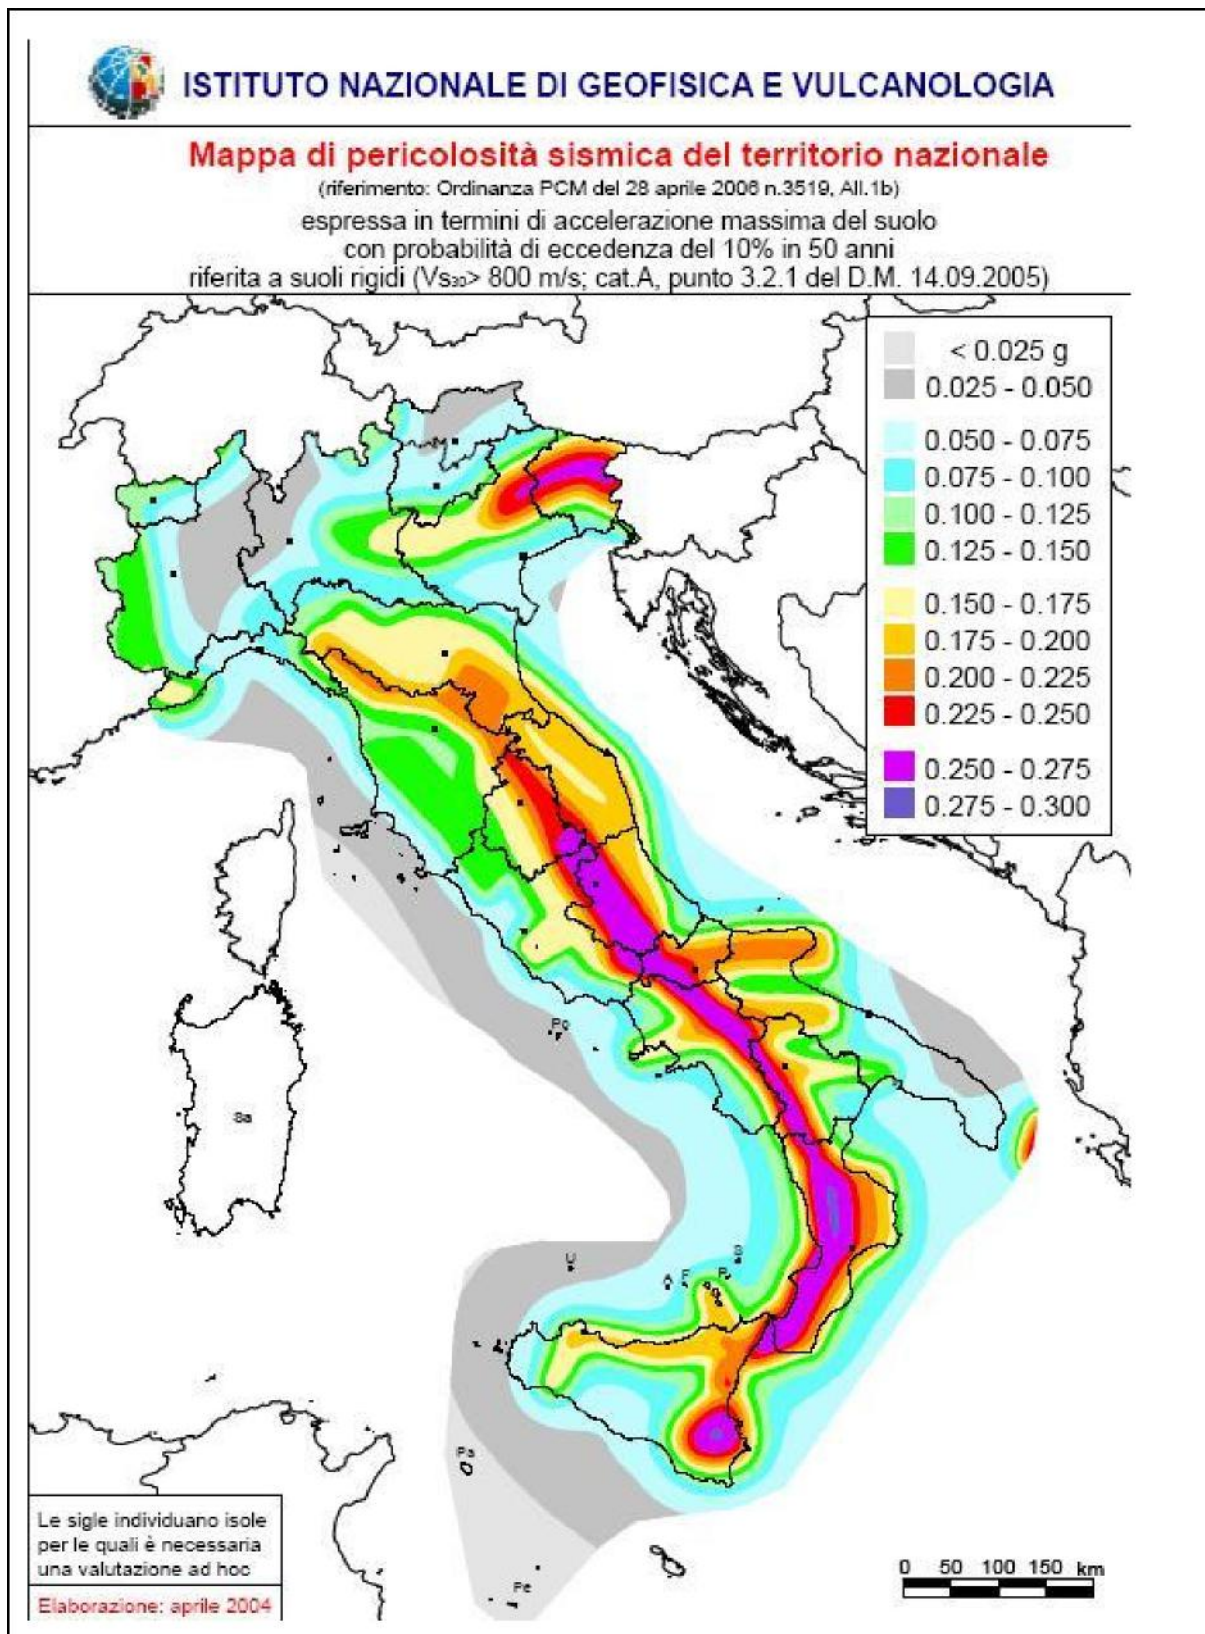 ISTITUTO NAZIONALE DI GEOFISICA E VULCANOLOGIA
Mappa di pericolosità sismica del territorio nazionale
(riferimento: Ordinanza PCM del 28 aprile 2006 n.3519, All.1b)
espressa in termini di accelerazione massima del suolo
con probabilità di eccedenza del 10% in 50 anni
riferita a suoli rigidi (Vs₃₀> 800 m/s; cat.A, punto 3.2.1 del D.M. 14.09.2005)
< 0.025 g
0.025 - 0.050
0.050 - 0.075
0.075 - 0.100
0.100 - 0.125
0.125 - 0.150
0.150 - 0.175
0.175 - 0.200
0.200 - 0.225
0.225 - 0.250
0.250 - 0.275
0.275 - 0.300
Po
Sa
U
A
F
P
Pa
Pe
Le sigle individuano isole
per le quali è necessaria
una valutazione ad hoc
Elaborazione: aprile 2004
0 50 100 150 km